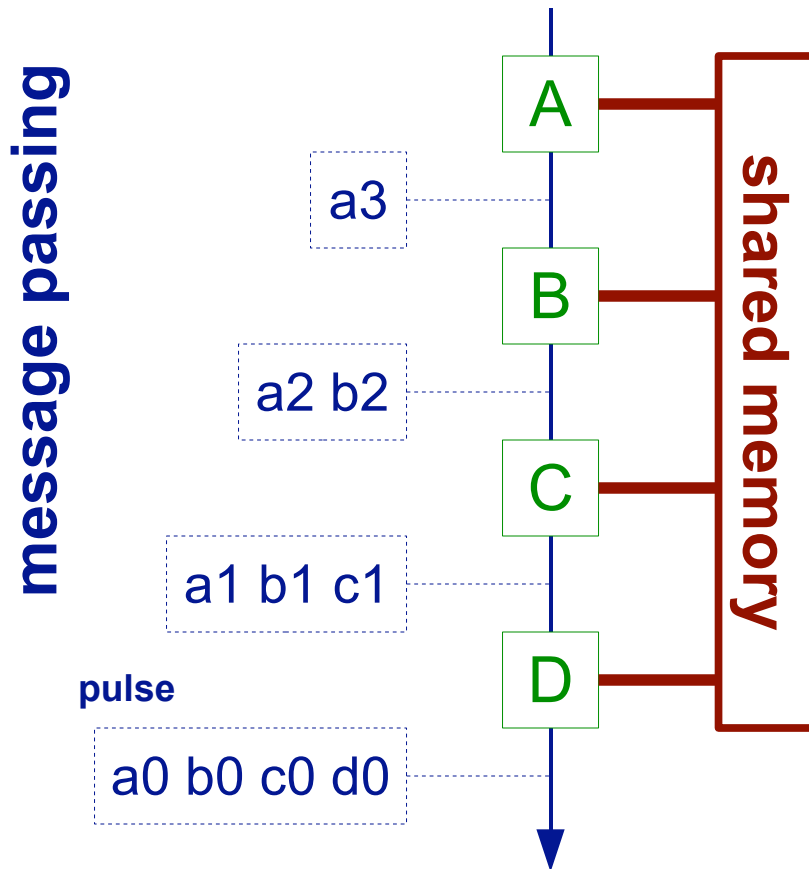 message passing
A
a3
B
a2 b2
C
a1 b1 c1
D
pulse
a0 b0 c0 d0
shared memory